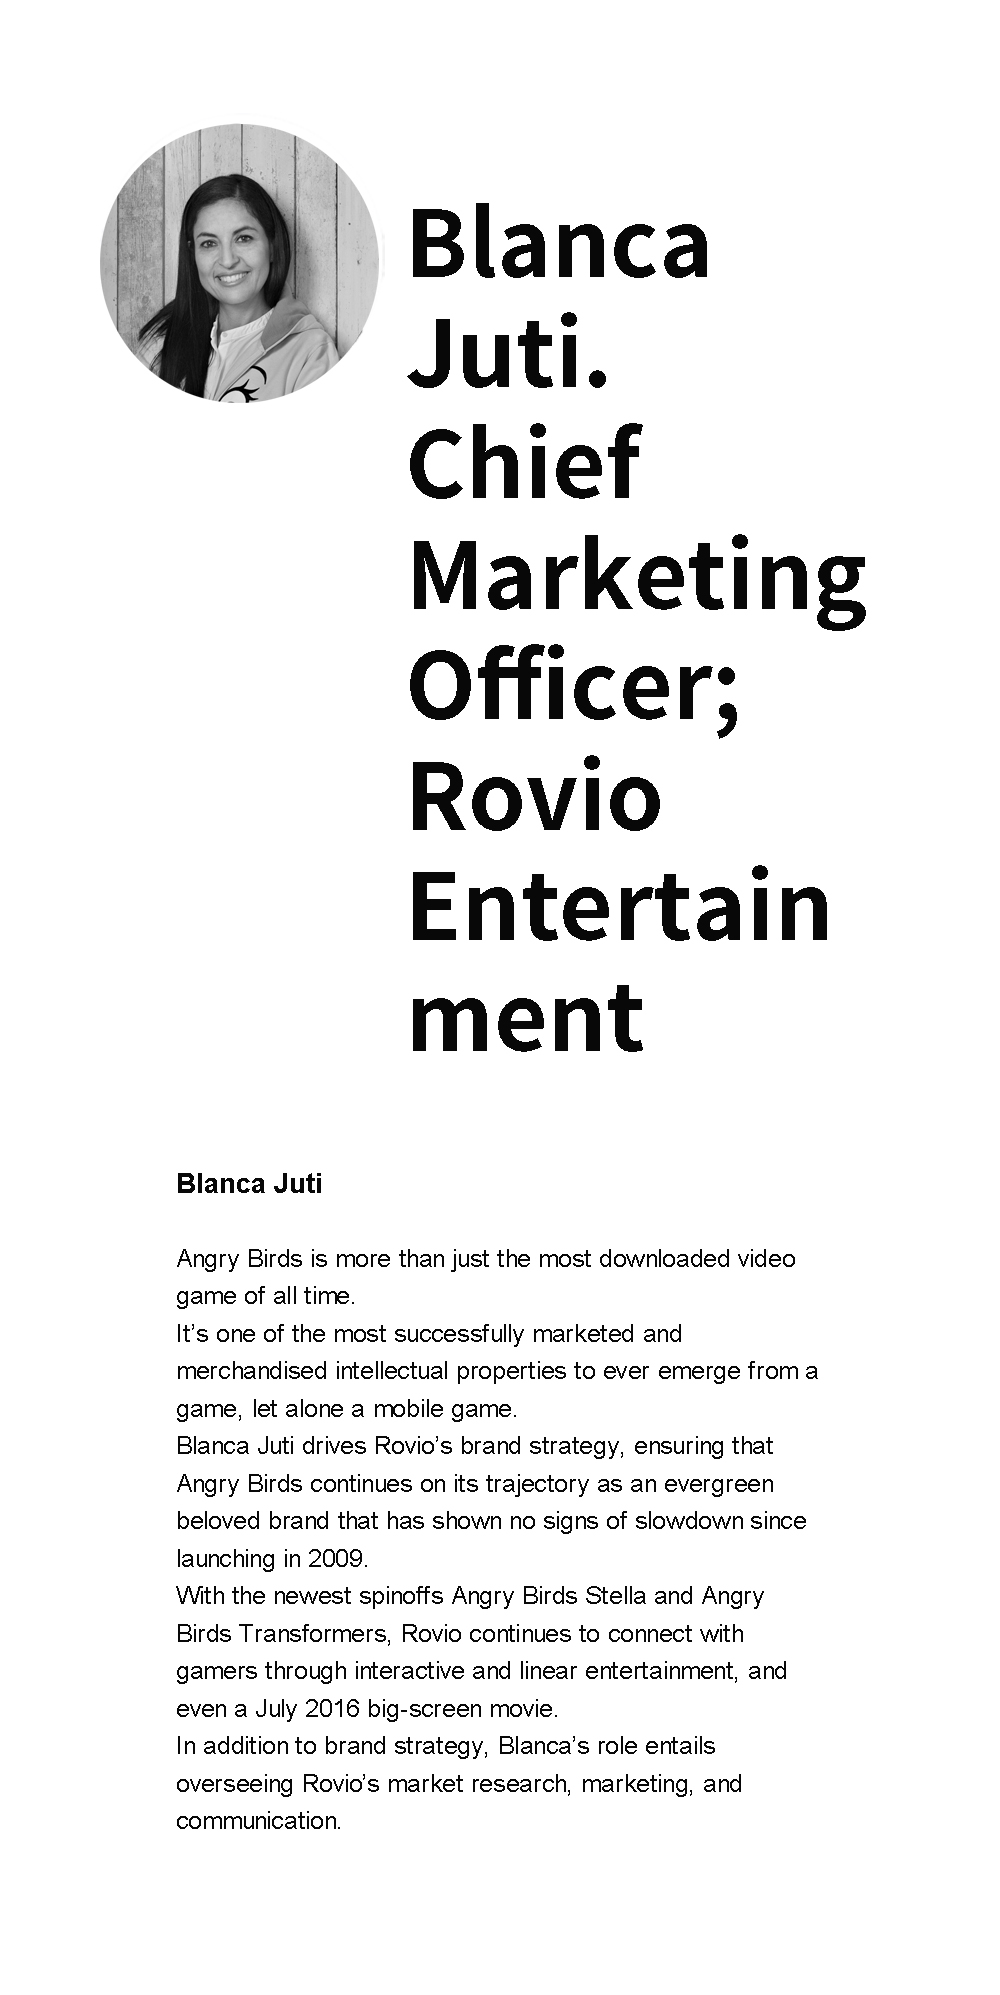 Blanca
Juti.
Chief
Marketing
Officer;
Rovio
Entertain
ment
Blanca Juti
Angry Birds is more than just the most downloaded video
game of all time.
It’s one of the most successfully marketed and
merchandised intellectual properties to ever emerge from a
game, let alone a mobile game.
Blanca Juti drives Rovio’s brand strategy, ensuring that
Angry Birds continues on its trajectory as an evergreen
beloved brand that has shown no signs of slowdown since
launching in 2009.
With the newest spinoffs Angry Birds Stella and Angry
Birds Transformers, Rovio continues to connect with
gamers through interactive and linear entertainment, and
even a July 2016 big-screen movie.
In addition to brand strategy, Blanca’s role entails
overseeing Rovio’s market research, marketing, and
communication.